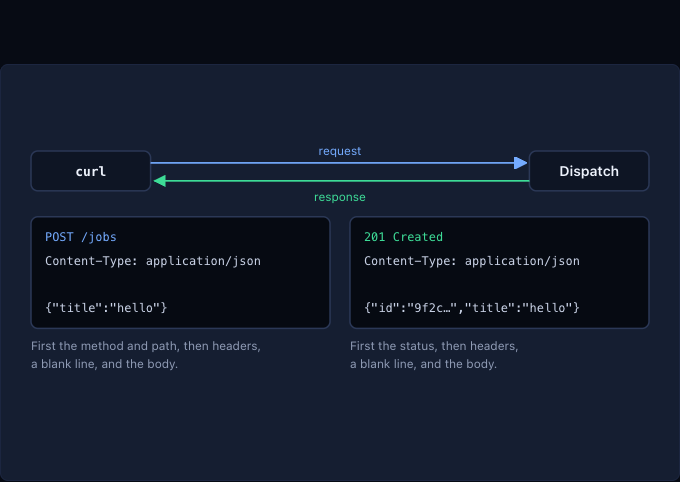 request
curl
Dispatch
response
POST /jobs
Content-Type: application/json
{"title":"hello"}
201 Created
Content-Type: application/json
{"id":"9f2c…","title":"hello"}
First the method and path, then headers,
a blank line, and the body.
First the status, then headers,
a blank line, and the body.